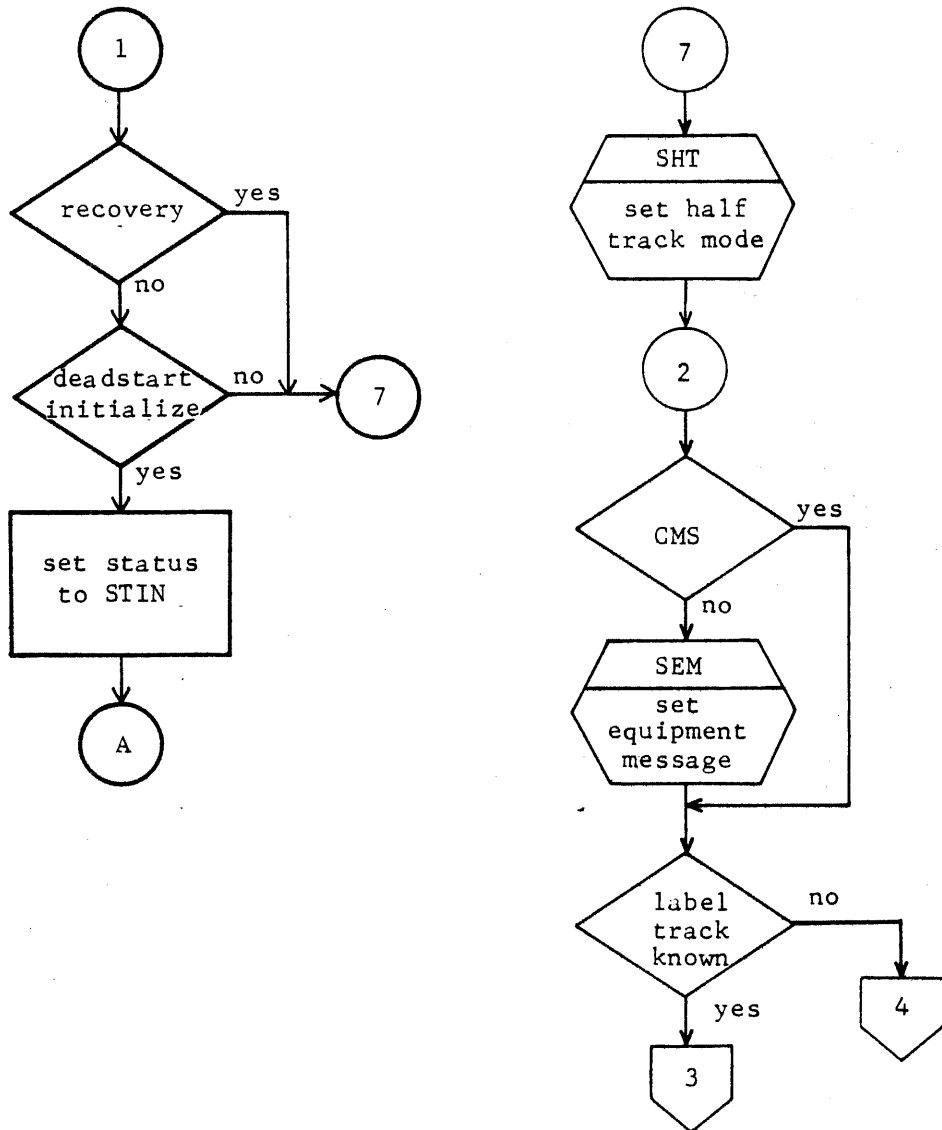 1
recovery
yes
no
deadstart
initialize
no
7
yes
set status
to STIN
A
7
SHT
set half
track mode
2
CMS
yes
no
SEM
set
equipment
message
label
track
known
no
4
yes
3